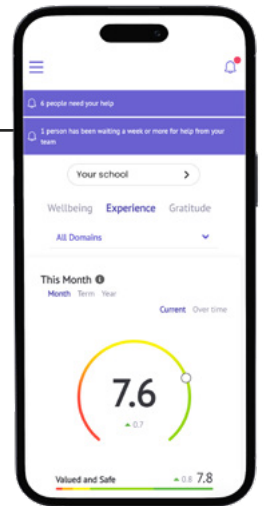 6 people need your help
1 person has been waiting a week or more for help from your
team
Your school
Wellbeing Experience Gratitude
All Domains
This Month
Month Term Year
Current Over time
7.6
▲ 0.7
Valued and Safe ▲ 0.8 7.8